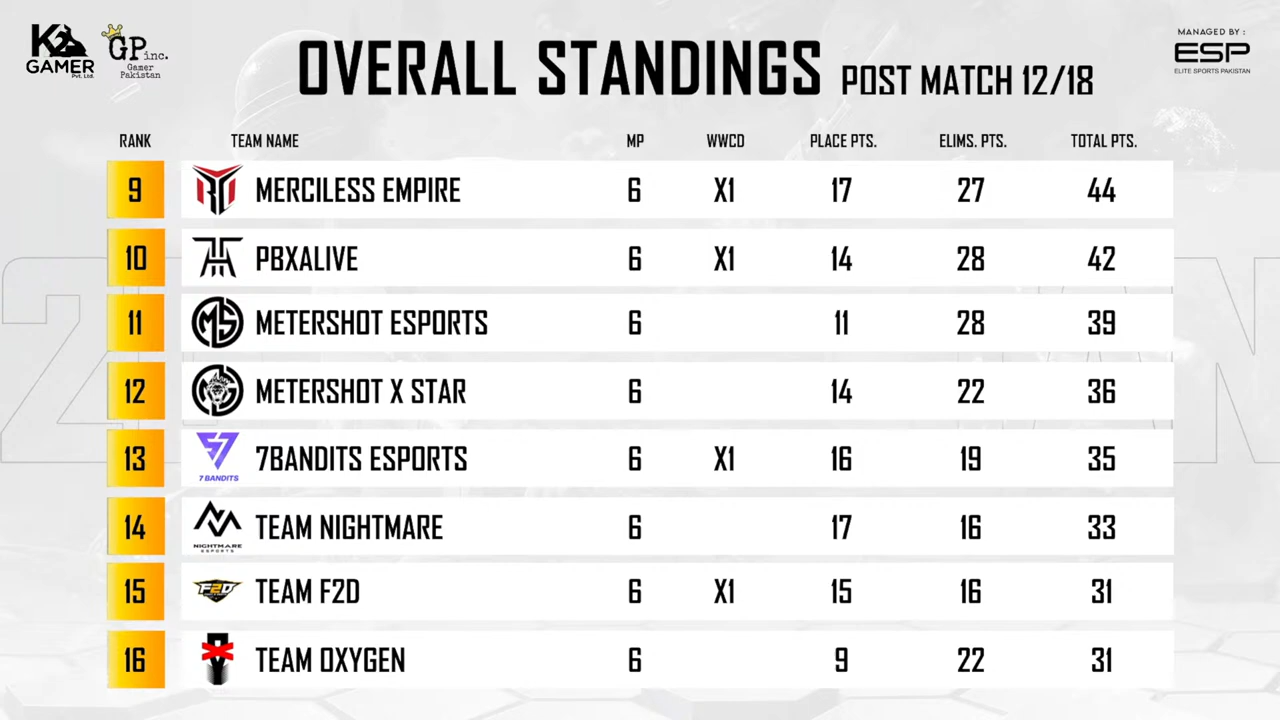 K2 GAMER Pvt. Ltd.
GP inc.
Gamer Pakistan
OVERALL STANDINGS POST MATCH 12/18
MANAGED BY :
ESP
ELITE SPORTS PAKISTAN
RANK TEAM NAME MP WWCD PLACE PTS. ELIMS. PTS. TOTAL PTS.
9 MERCILESS EMPIRE 6 X1 17 27 44
10 PBXALIVE 6 X1 14 28 42
11 MS METERSHOT ESPORTS 6 11 28 39
12 METERSHOT X STAR 6 14 22 36
13 7 BANDITS 7BANDITS ESPORTS 6 X1 16 19 35
14 NIGHTMARE ESPORTS TEAM NIGHTMARE 6 17 16 33
15 F2D TEAM F2D 6 X1 15 16 31
16 TEAM OXYGEN 6 9 22 31